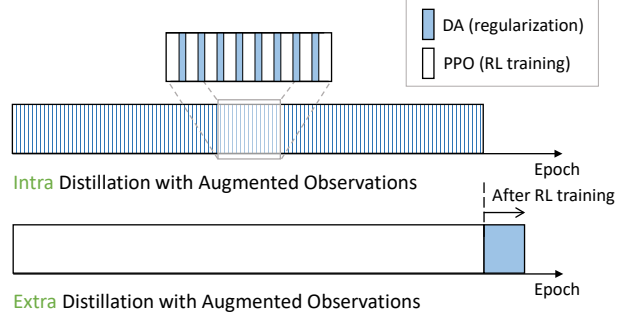 DA (regularization)
PPO (RL training)
Epoch
Intra Distillation with Augmented Observations
After RL training
Epoch
Extra Distillation with Augmented Observations